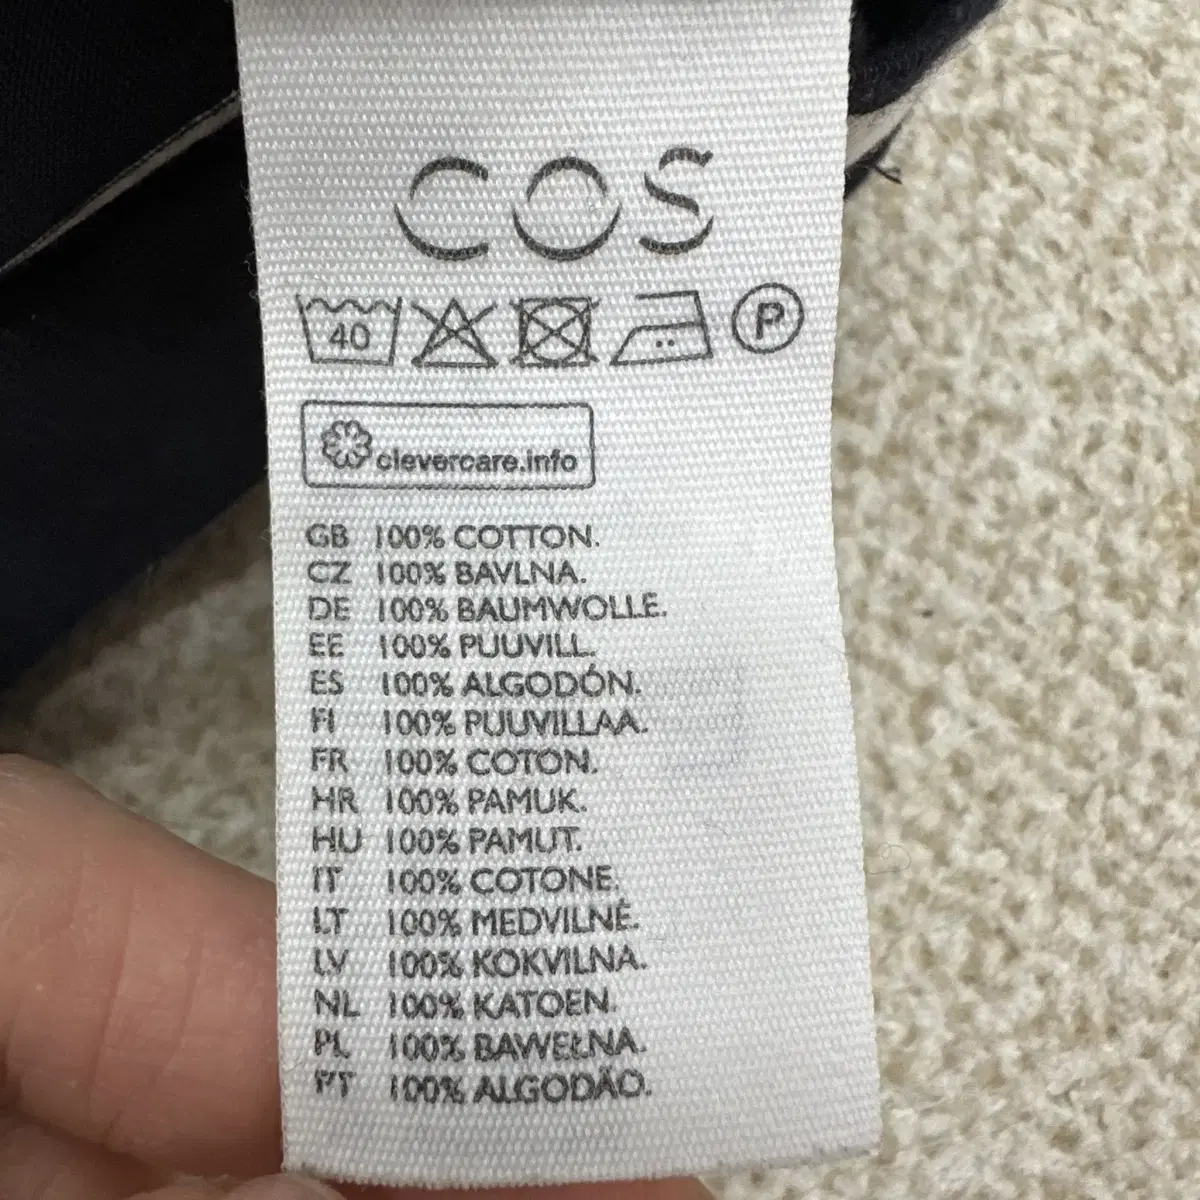 COS
40 P
clevercare.info
GB 100% COTTON.
CZ 100% BAVLNA.
DE 100% BAUMWOLLE.
EE 100% PUUVILL.
ES 100% ALGODÓN.
FI 100% PUUVILLAA.
FR 100% COTON.
HR 100% PAMUK.
HU 100% PAMUT.
IT 100% COTONE.
LT 100% MEDVILNĖ.
LV 100% KOKVILNA.
NL 100% KATOEN.
PL 100% BAWEŁNA.
PT 100% ALGODÃO.